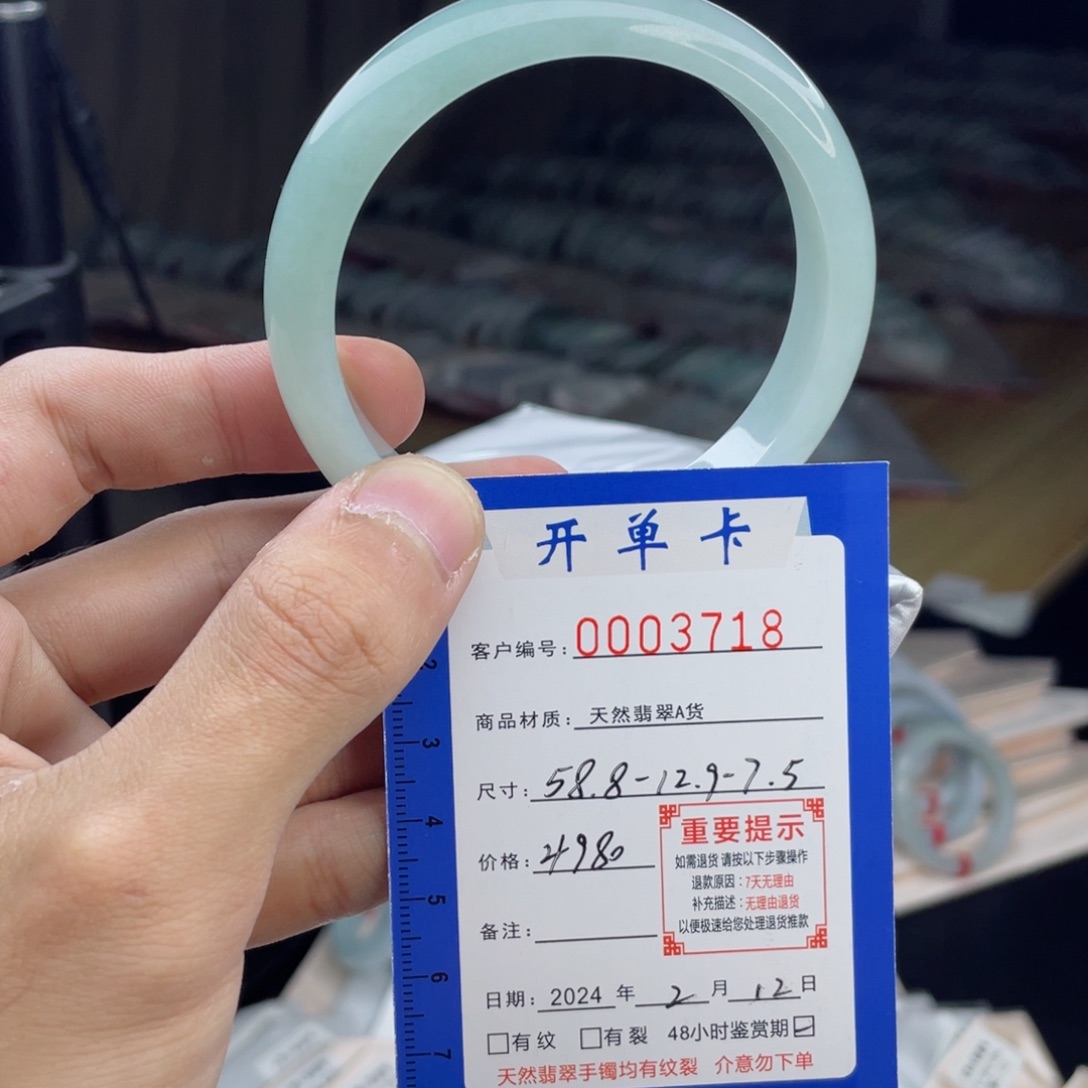 开单卡
客户编号：0003718
商品材质：天然翡翠A货
尺寸：58.8-12.9-7.5
价格：4980
重要提示
如需退货 请按以下步骤操作
退款原因：7天无理由
补充描述：无理由退货
以便极速给您处理退货推款
备注：
日期：2024年2月12日
□有纹 □有裂 48小时鉴赏期☑
天然翡翠手镯均有纹裂 介意勿下单
2
3
4
5
6
7